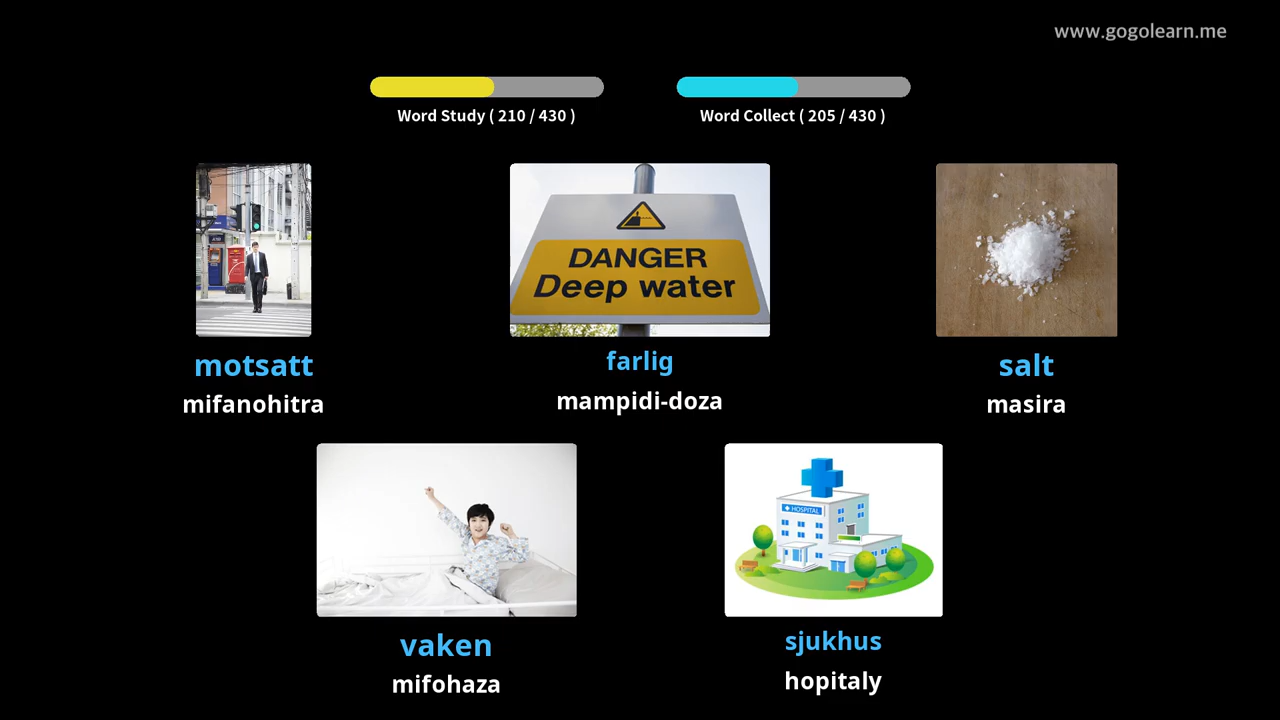 www.gogolearn.me
Word Study ( 210 / 430 )
Word Collect ( 205 / 430 )
DANGER
Deep water
motsatt
mifanohitra
farlig
mampidi-doza
salt
masira
HOSPITAL
vaken
mifohaza
sjukhus
hopitaly